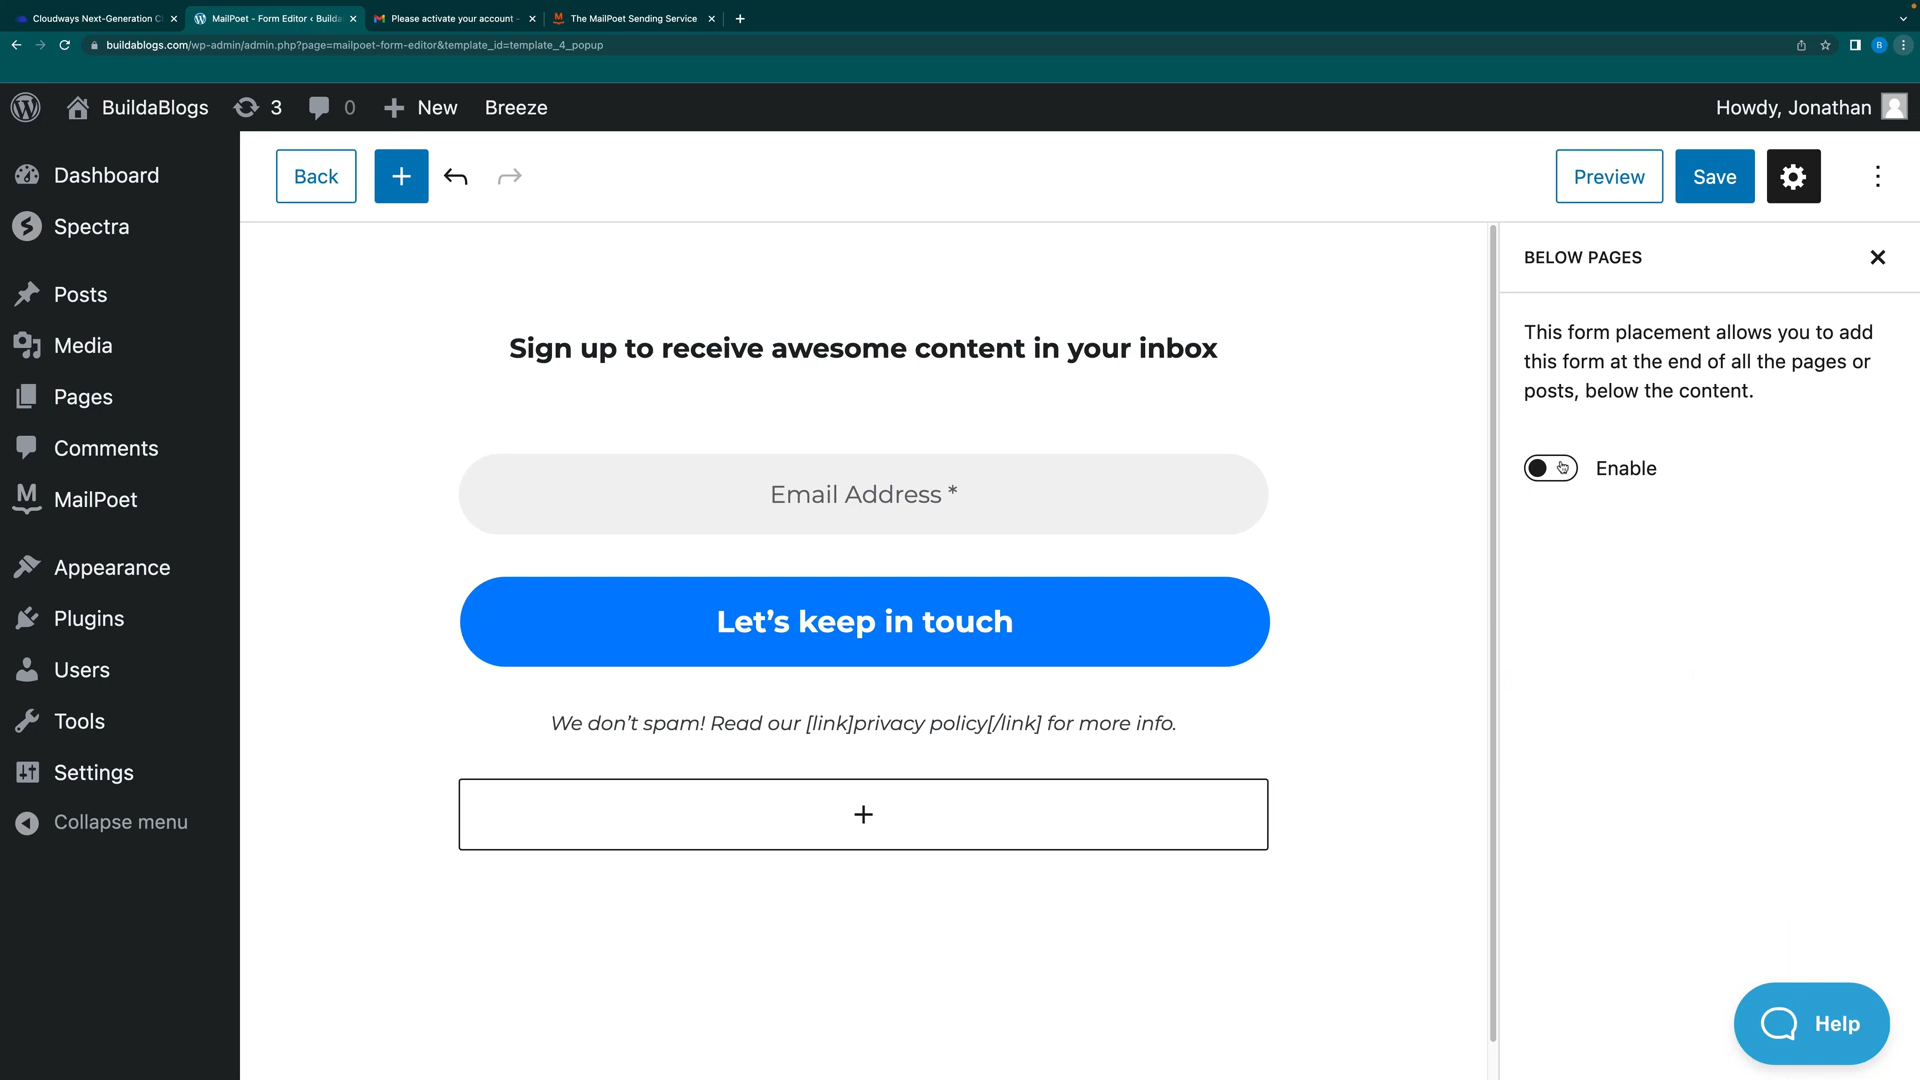 Cloudways Next-Generation C
MailPoet - Form Editor ‹ Builda
Please activate your account -
The MailPoet Sending Service
buildablogs.com/wp-admin/admin.php?page=mailpoet-form-editor&template_id=template_4_popup
B
BuildaBlogs
3
0
New
Breeze
Howdy, Jonathan
Dashboard
Spectra
Posts
Media
Pages
Comments
MailPoet
Appearance
Plugins
Users
Tools
Settings
Collapse menu
Back
Preview
Save
Sign up to receive awesome content in your inbox
Email Address *
Let’s keep in touch
We don’t spam! Read our [link]privacy policy[/link] for more info.
BELOW PAGES
This form placement allows you to add
this form at the end of all the pages or
posts, below the content.
Enable
Help